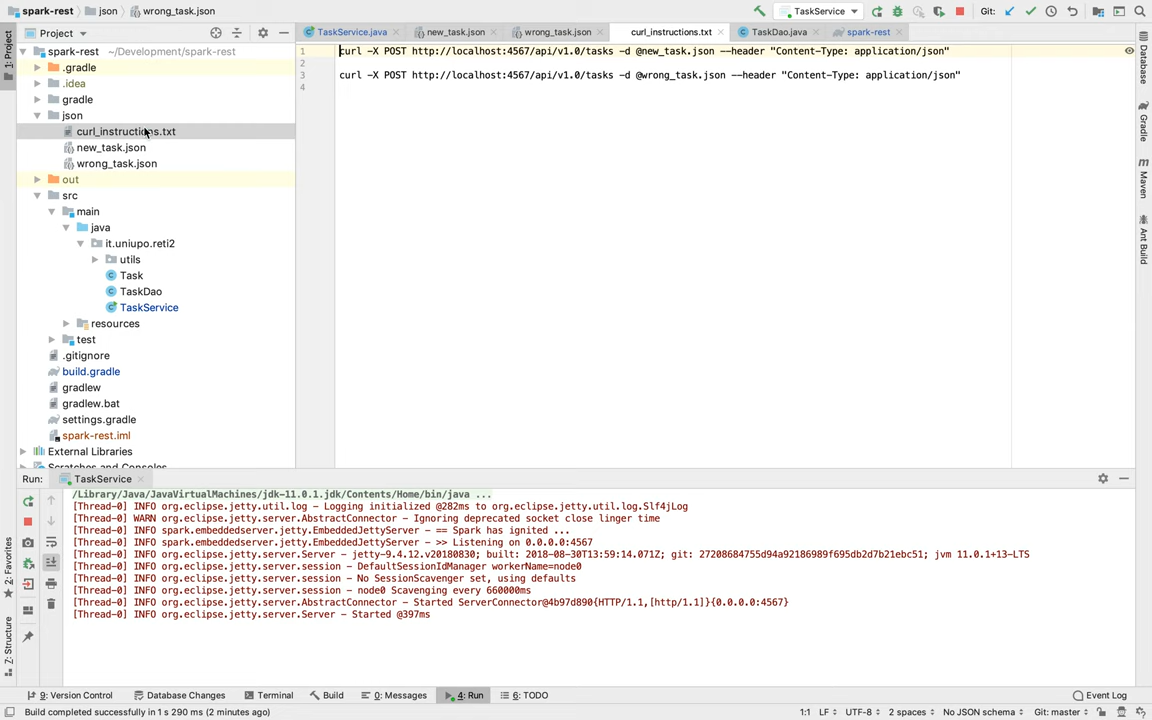 spark-rest json wrong_task.json TaskService Git:
Project
TaskService.java new_task.json wrong_task.json curl_instructions.txt TaskDao.java spark-rest
1: Project
spark-rest ~/Development/spark-rest
.gradle
.idea
gradle
json
curl_instructions.txt
new_task.json
wrong_task.json
out
src
main
java
it.uniupo.reti2
utils
Task
TaskDao
TaskService
resources
test
.gitignore
build.gradle
gradlew
gradlew.bat
settings.gradle
spark-rest.iml
External Libraries
Scratches and Consoles
1 curl -X POST http://localhost:4567/api/v1.0/tasks -d @new_task.json --header "Content-Type: application/json"
2
3 curl -X POST http://localhost:4567/api/v1.0/tasks -d @wrong_task.json --header "Content-Type: application/json"
4
Database
Gradle
Maven
Ant Build
Run: TaskService
/Library/Java/JavaVirtualMachines/jdk-11.0.1.jdk/Contents/Home/bin/java ...
[Thread-0] INFO org.eclipse.jetty.util.log - Logging initialized @282ms to org.eclipse.jetty.util.log.Slf4jLog
[Thread-0] WARN org.eclipse.jetty.server.AbstractConnector - Ignoring deprecated socket close linger time
[Thread-0] INFO spark.embeddedserver.jetty.EmbeddedJettyServer - == Spark has ignited ...
[Thread-0] INFO spark.embeddedserver.jetty.EmbeddedJettyServer - >> Listening on 0.0.0.0:4567
[Thread-0] INFO org.eclipse.jetty.server.Server - jetty-9.4.12.v20180830; built: 2018-08-30T13:59:14.071Z; git: 27208684755d94a92186989f695db2d7b21ebc51; jvm 11.0.1+13-LTS
[Thread-0] INFO org.eclipse.jetty.server.session - DefaultSessionIdManager workerName=node0
[Thread-0] INFO org.eclipse.jetty.server.session - No SessionScavenger set, using defaults
[Thread-0] INFO org.eclipse.jetty.server.session - node0 Scavenging every 660000ms
[Thread-0] INFO org.eclipse.jetty.server.AbstractConnector - Started ServerConnector@4b97d890{HTTP/1.1,[http/1.1]}{0.0.0.0:4567}
[Thread-0] INFO org.eclipse.jetty.server.Server - Started @397ms
2: Favorites
7: Structure
9: Version Control Database Changes Terminal Build 0: Messages 4: Run 6: TODO Event Log
Build completed successfully in 1 s 290 ms (2 minutes ago) 1:1 LF UTF-8 2 spaces No JSON schema Git: master